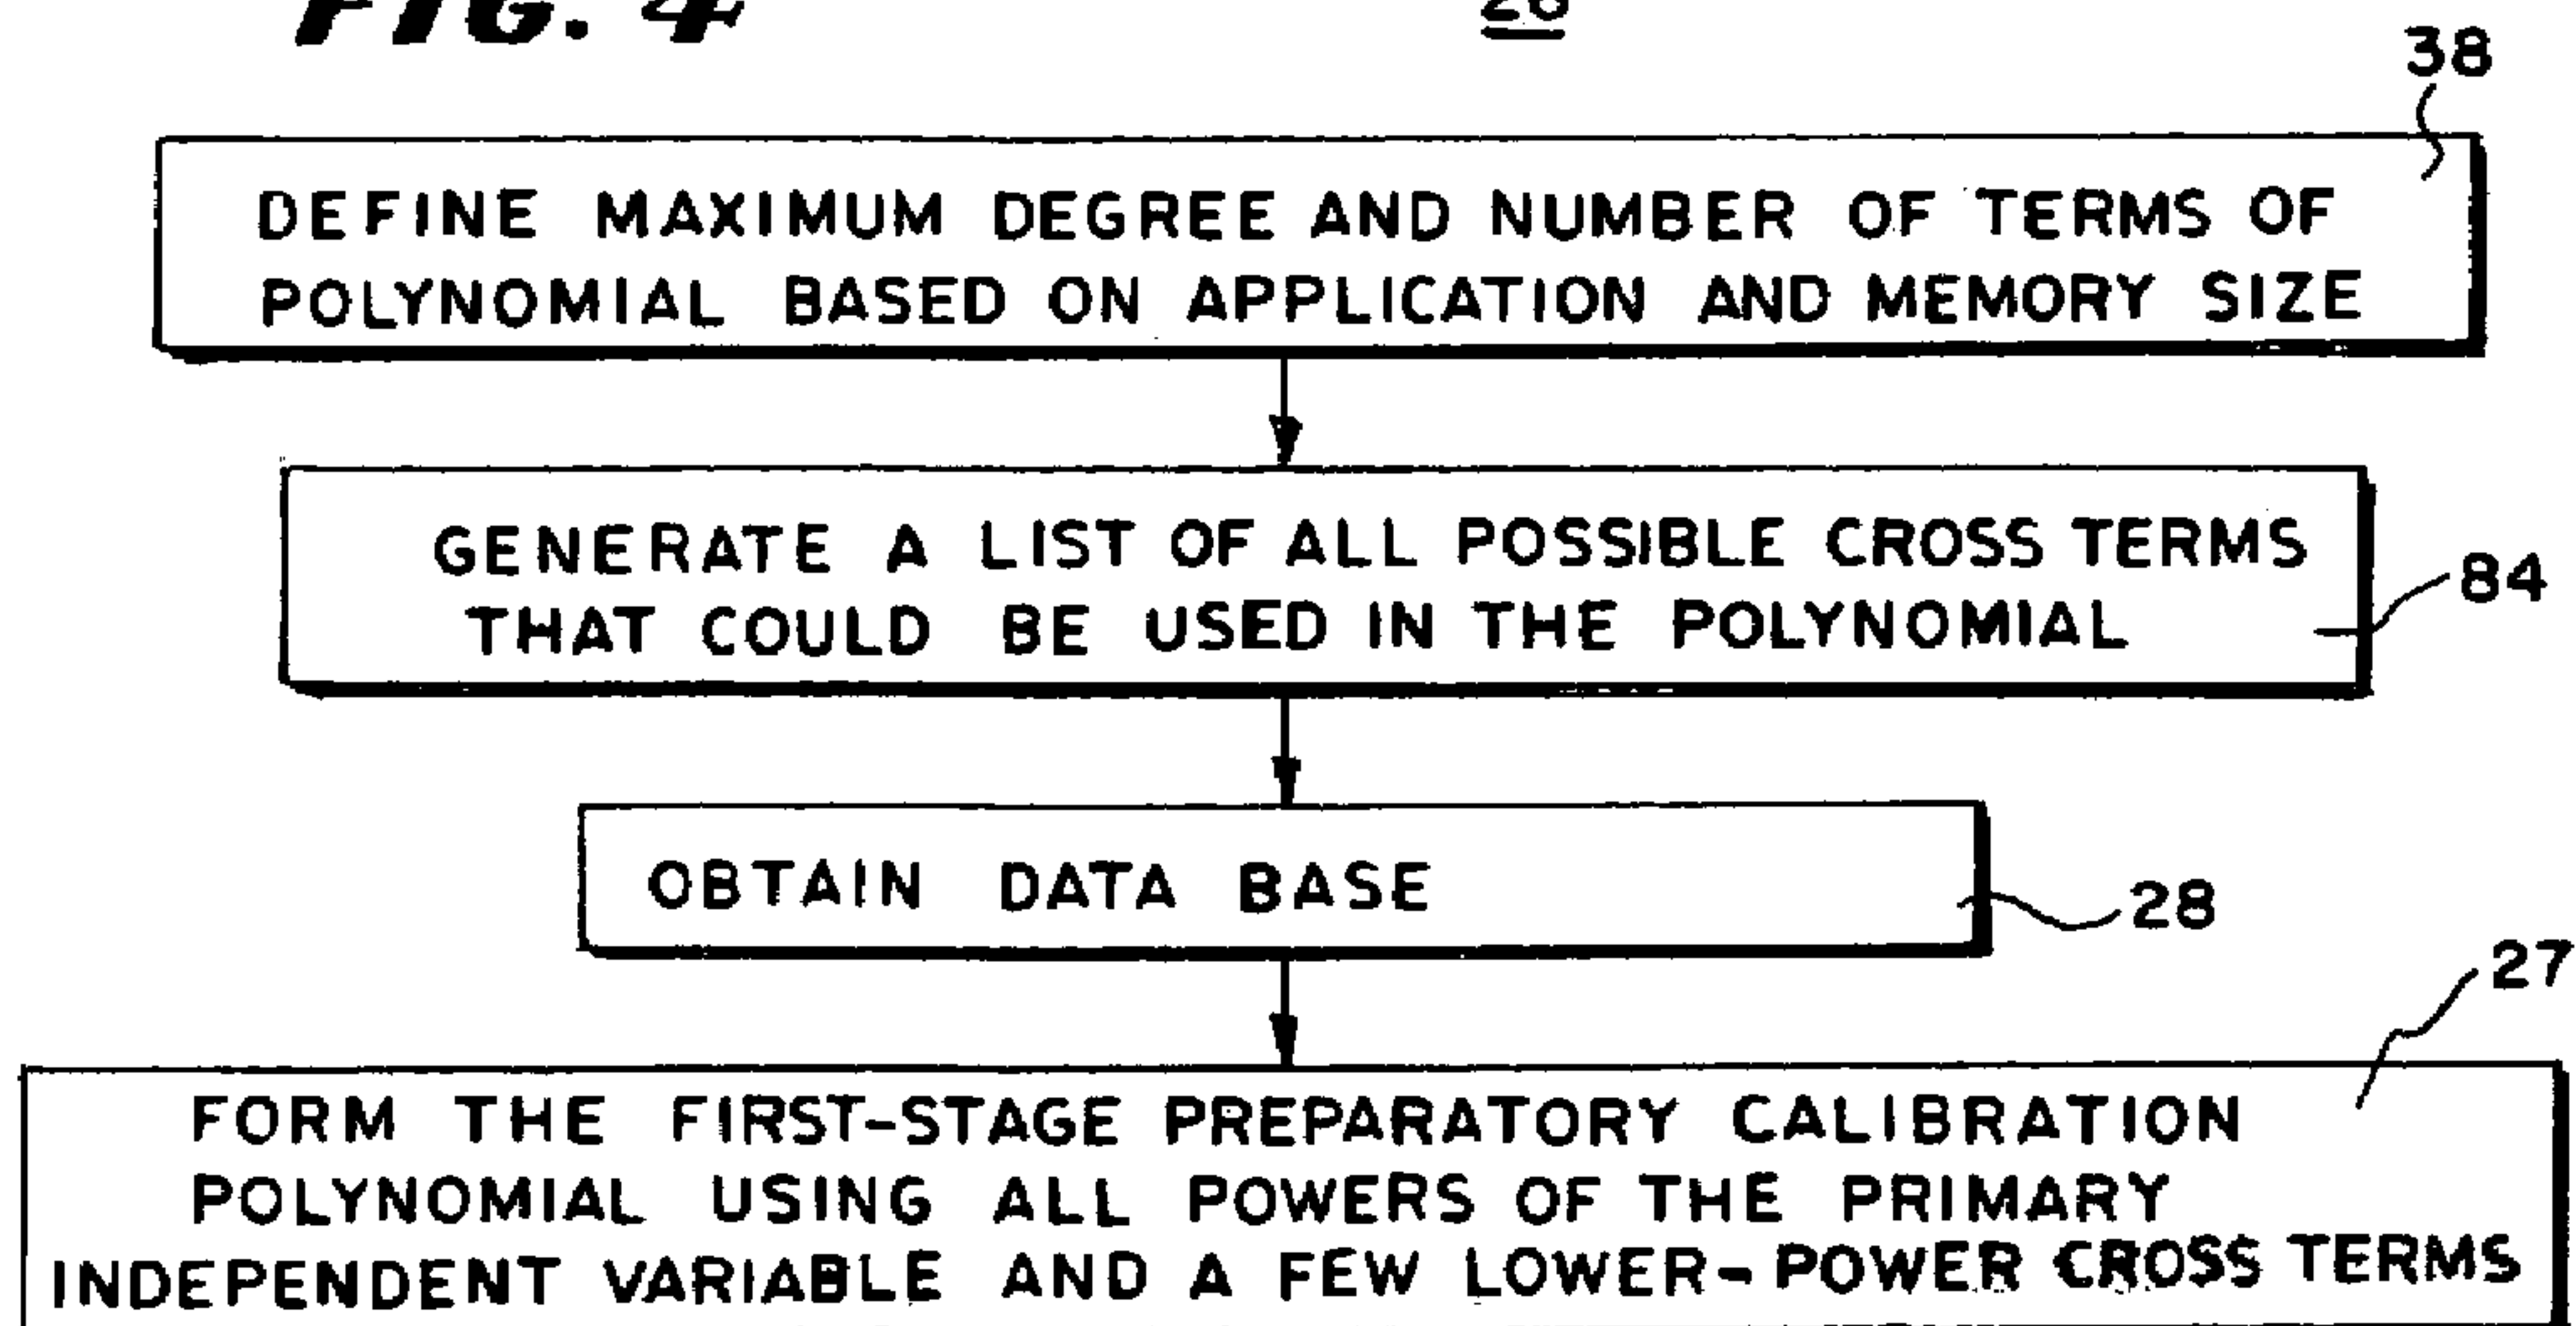 FIG. 4
26
38
DEFINE MAXIMUM DEGREE AND NUMBER OF TERMS OF
POLYNOMIAL BASED ON APPLICATION AND MEMORY SIZE
GENERATE A LIST OF ALL POSSIBLE CROSS TERMS
THAT COULD BE USED IN THE POLYNOMIAL
84
OBTAIN DATA BASE
28
27
FORM THE FIRST-STAGE PREPARATORY CALIBRATION
POLYNOMIAL USING ALL POWERS OF THE PRIMARY
INDEPENDENT VARIABLE AND A FEW LOWER-POWER CROSS TERMS